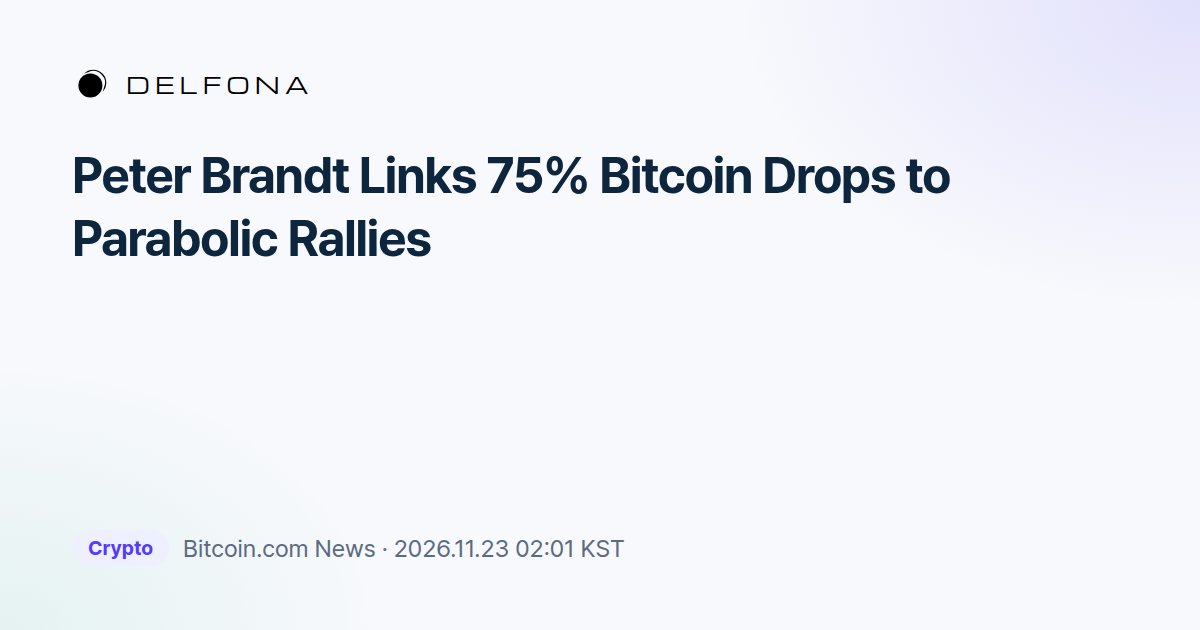 DELFONA
Peter Brandt Links 75% Bitcoin Drops to
Parabolic Rallies
Crypto Bitcoin.com News · 2026.11.23 02:01 KST